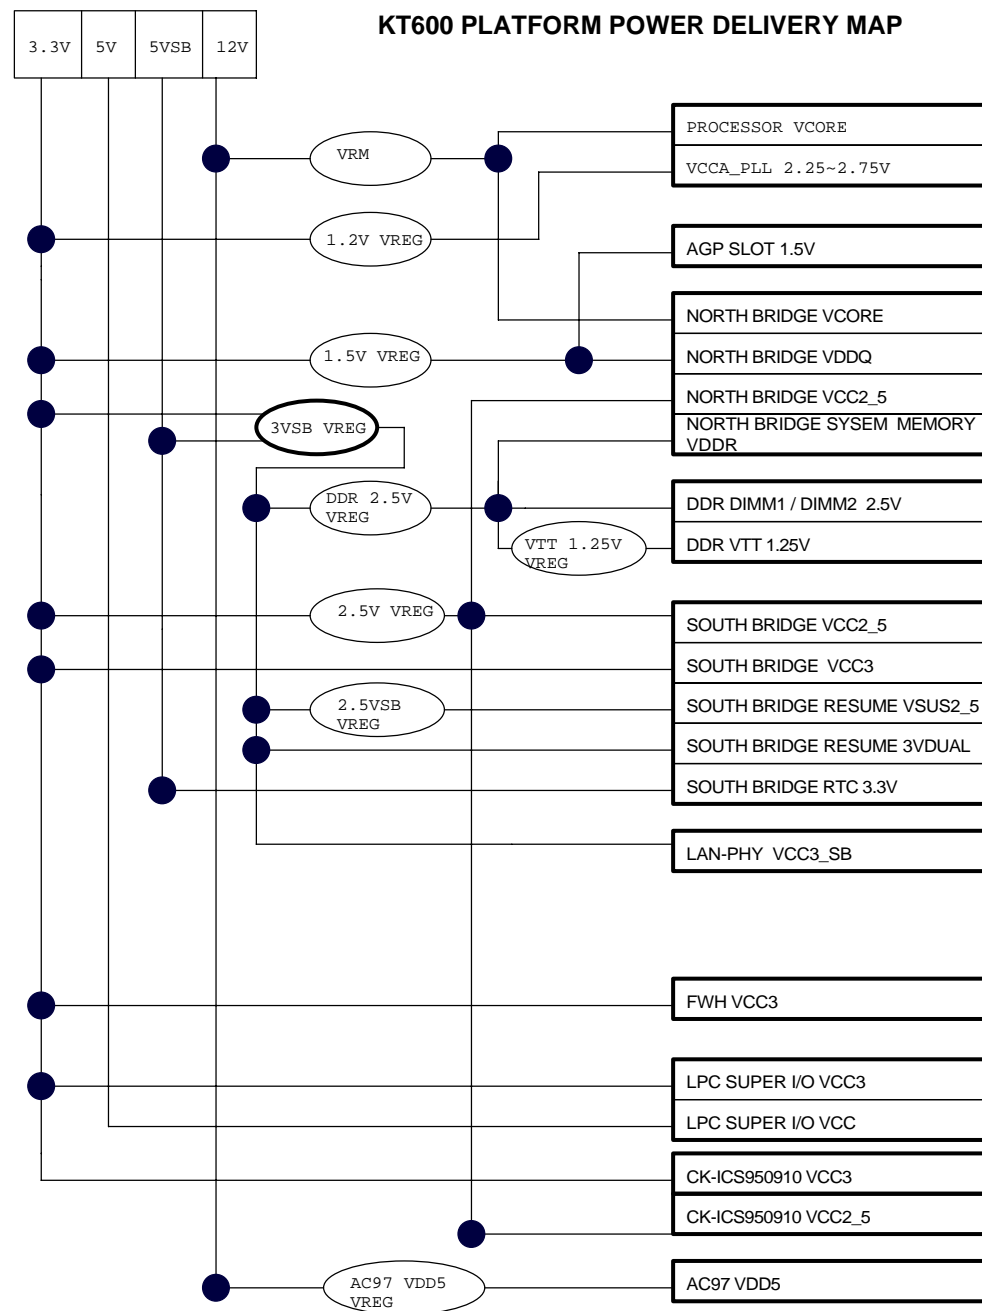 KT600 PLATFORM POWER DELIVERY MAP
3.3V 5V 5VSB 12V
PROCESSOR VCORE
VRM
VCCA_PLL 2.25~2.75V
1.2V VREG
AGP SLOT 1.5V
NORTH BRIDGE VCORE
1.5V VREG
NORTH BRIDGE VDDQ
NORTH BRIDGE VCC2_5
3VSB VREG
NORTH BRIDGE SYSEM MEMORY
VDDR
DDR 2.5V
VREG
DDR DIMM1 / DIMM2 2.5V
VTT 1.25V
VREG
DDR VTT 1.25V
2.5V VREG
SOUTH BRIDGE VCC2_5
SOUTH BRIDGE VCC3
2.5VSB
VREG
SOUTH BRIDGE RESUME VSUS2_5
SOUTH BRIDGE RESUME 3VDUAL
SOUTH BRIDGE RTC 3.3V
LAN-PHY VCC3_SB
FWH VCC3
LPC SUPER I/O VCC3
LPC SUPER I/O VCC
CK-ICS950910 VCC3
CK-ICS950910 VCC2_5
AC97 VDD5
VREG
AC97 VDD5